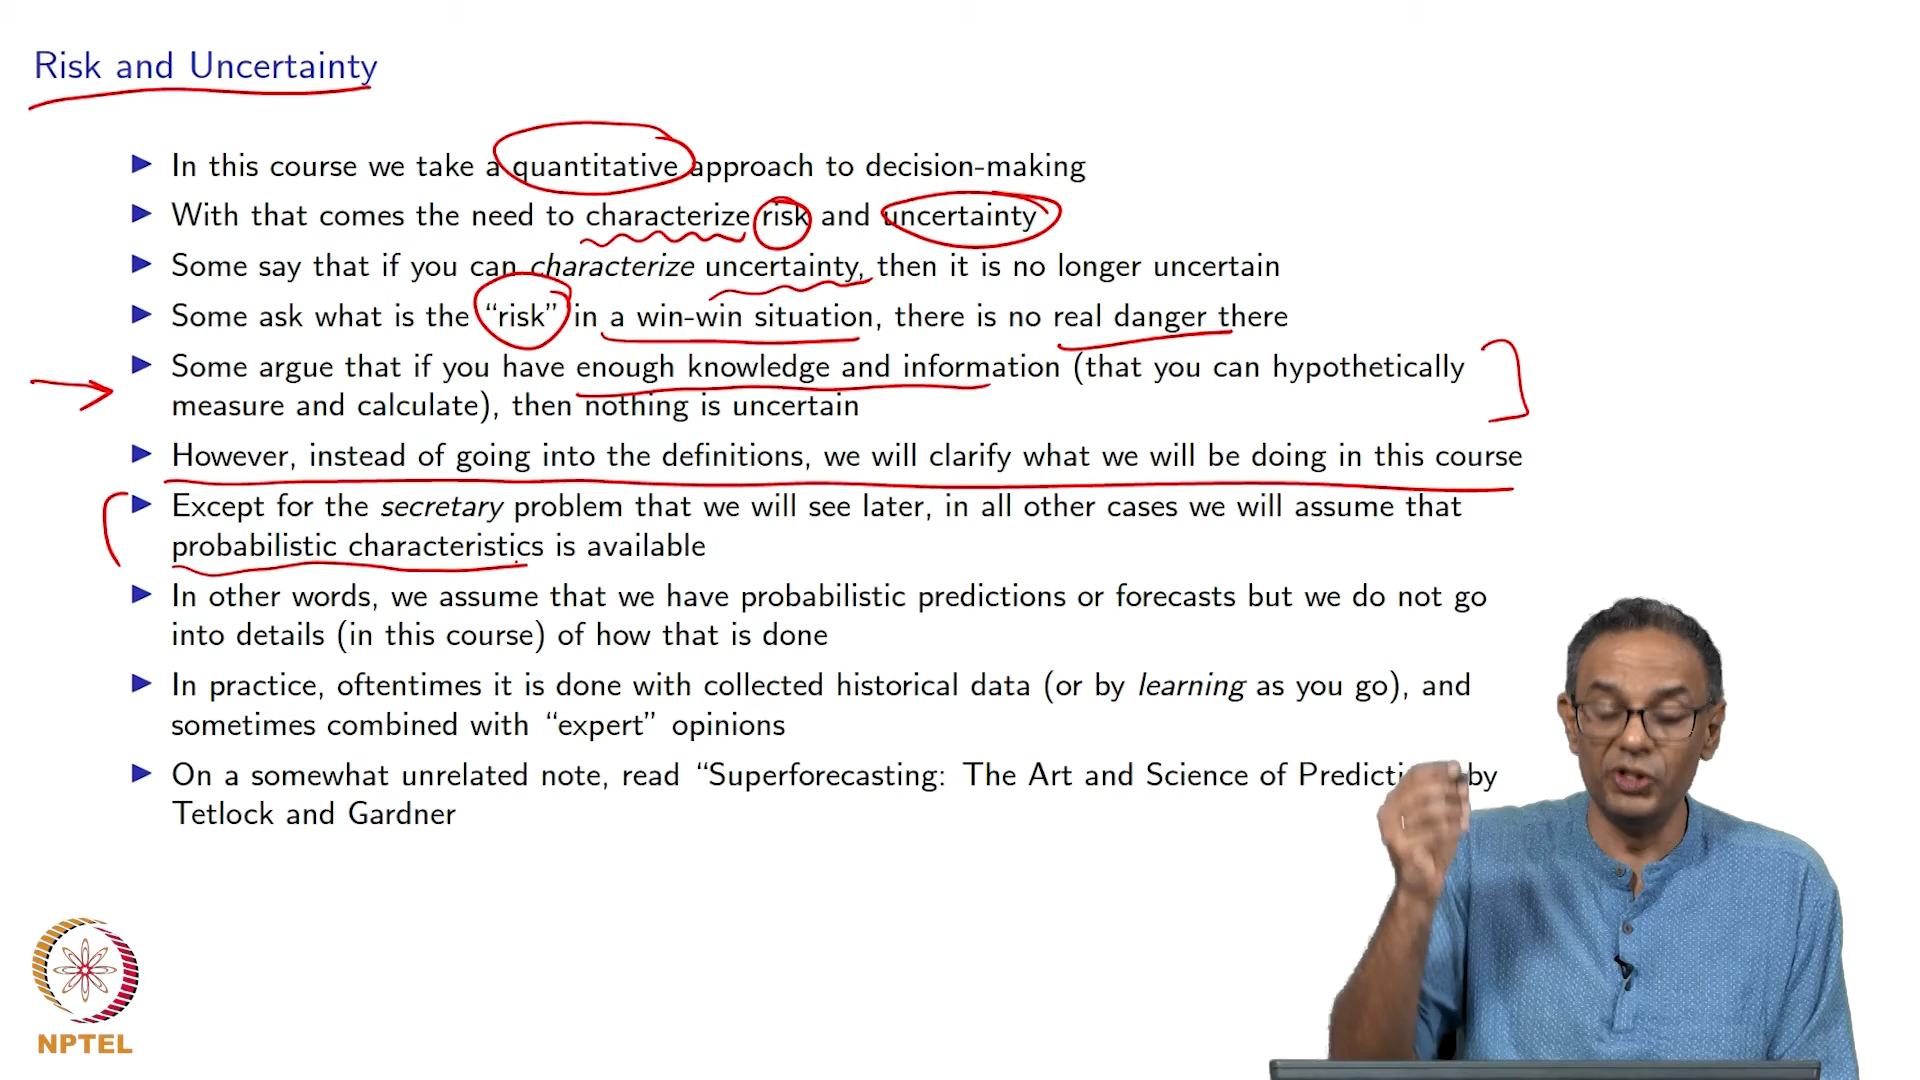 Risk and Uncertainty
▶ In this course we take a quantitative approach to decision-making
▶ With that comes the need to characterize risk and uncertainty
▶ Some say that if you can characterize uncertainty, then it is no longer uncertain
▶ Some ask what is the “risk” in a win-win situation, there is no real danger there
▶ Some argue that if you have enough knowledge and information (that you can hypothetically
measure and calculate), then nothing is uncertain
▶ However, instead of going into the definitions, we will clarify what we will be doing in this course
▶ Except for the secretary problem that we will see later, in all other cases we will assume that
probabilistic characteristics is available
▶ In other words, we assume that we have probabilistic predictions or forecasts but we do not go
into details (in this course) of how that is done
▶ In practice, oftentimes it is done with collected historical data (or by learning as you go), and
sometimes combined with “expert” opinions
▶ On a somewhat unrelated note, read “Superforecasting: The Art and Science of by
Tetlock and Gardner
NPTEL